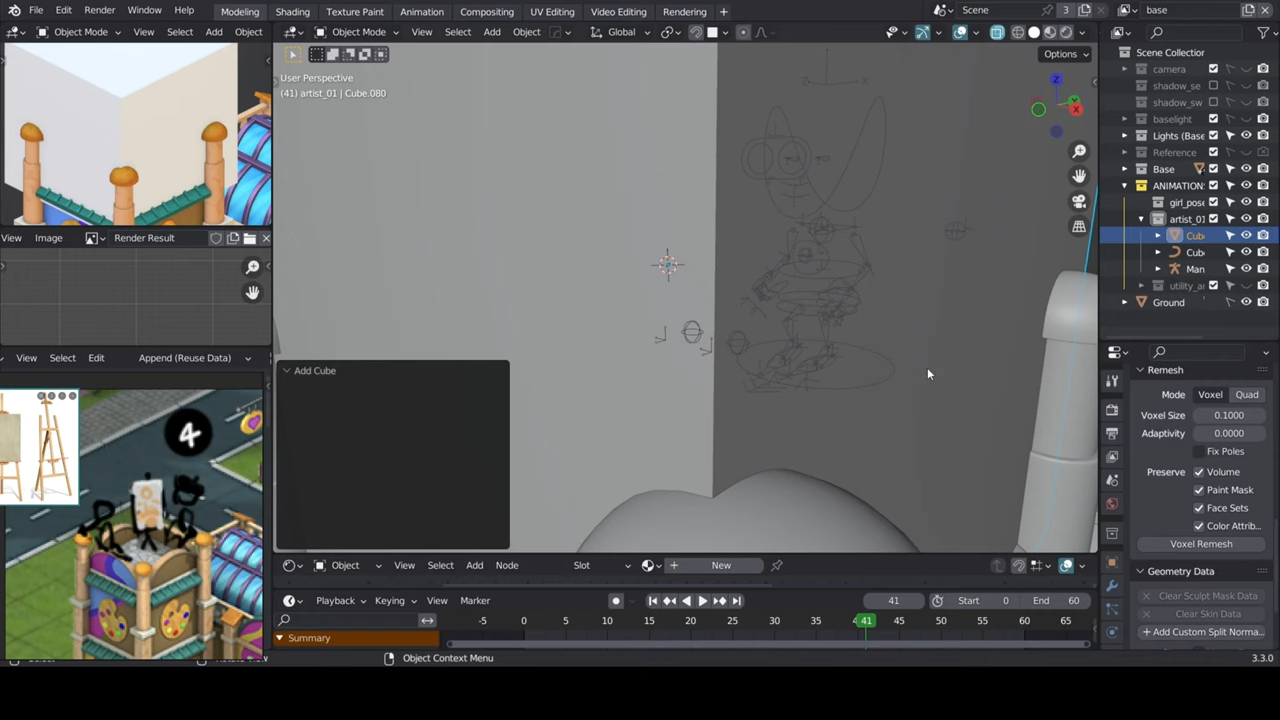 File Edit Render Window Help Modeling Shading Texture Paint Animation Compositing UV Editing Video Editing Rendering + Scene 3 base
Object Mode View Select Add Object
Object Mode View Select Add Object Global
Options
User Perspective
(41) artist_01 | Cube.080
Z X
Z
X
Add Cube
View Image Render Result
View Select Edit Append (Reuse Data)
4
Object View Select Add Node Slot New
Playback Keying View Marker 41 Start 0 End 60
-5 0 5 10 15 20 25 30 35 41 45 50 55 60 65
Summary
Object Context Menu
3.3.0
Scene Collection
camera
shadow_se
shadow_sw
baselight
Lights (Base
Reference
Base
ANIMATION
girl_pose
artist_01
Cub
Cub
Man
utility_a
Ground
Remesh
Mode Voxel Quad
Voxel Size 0.1000
Adaptivity 0.0000
Fix Poles
Preserve Volume
Paint Mask
Face Sets
Color Attrib...
Voxel Remesh
Geometry Data
Clear Sculpt Mask Data
Clear Skin Data
Add Custom Split Norma...